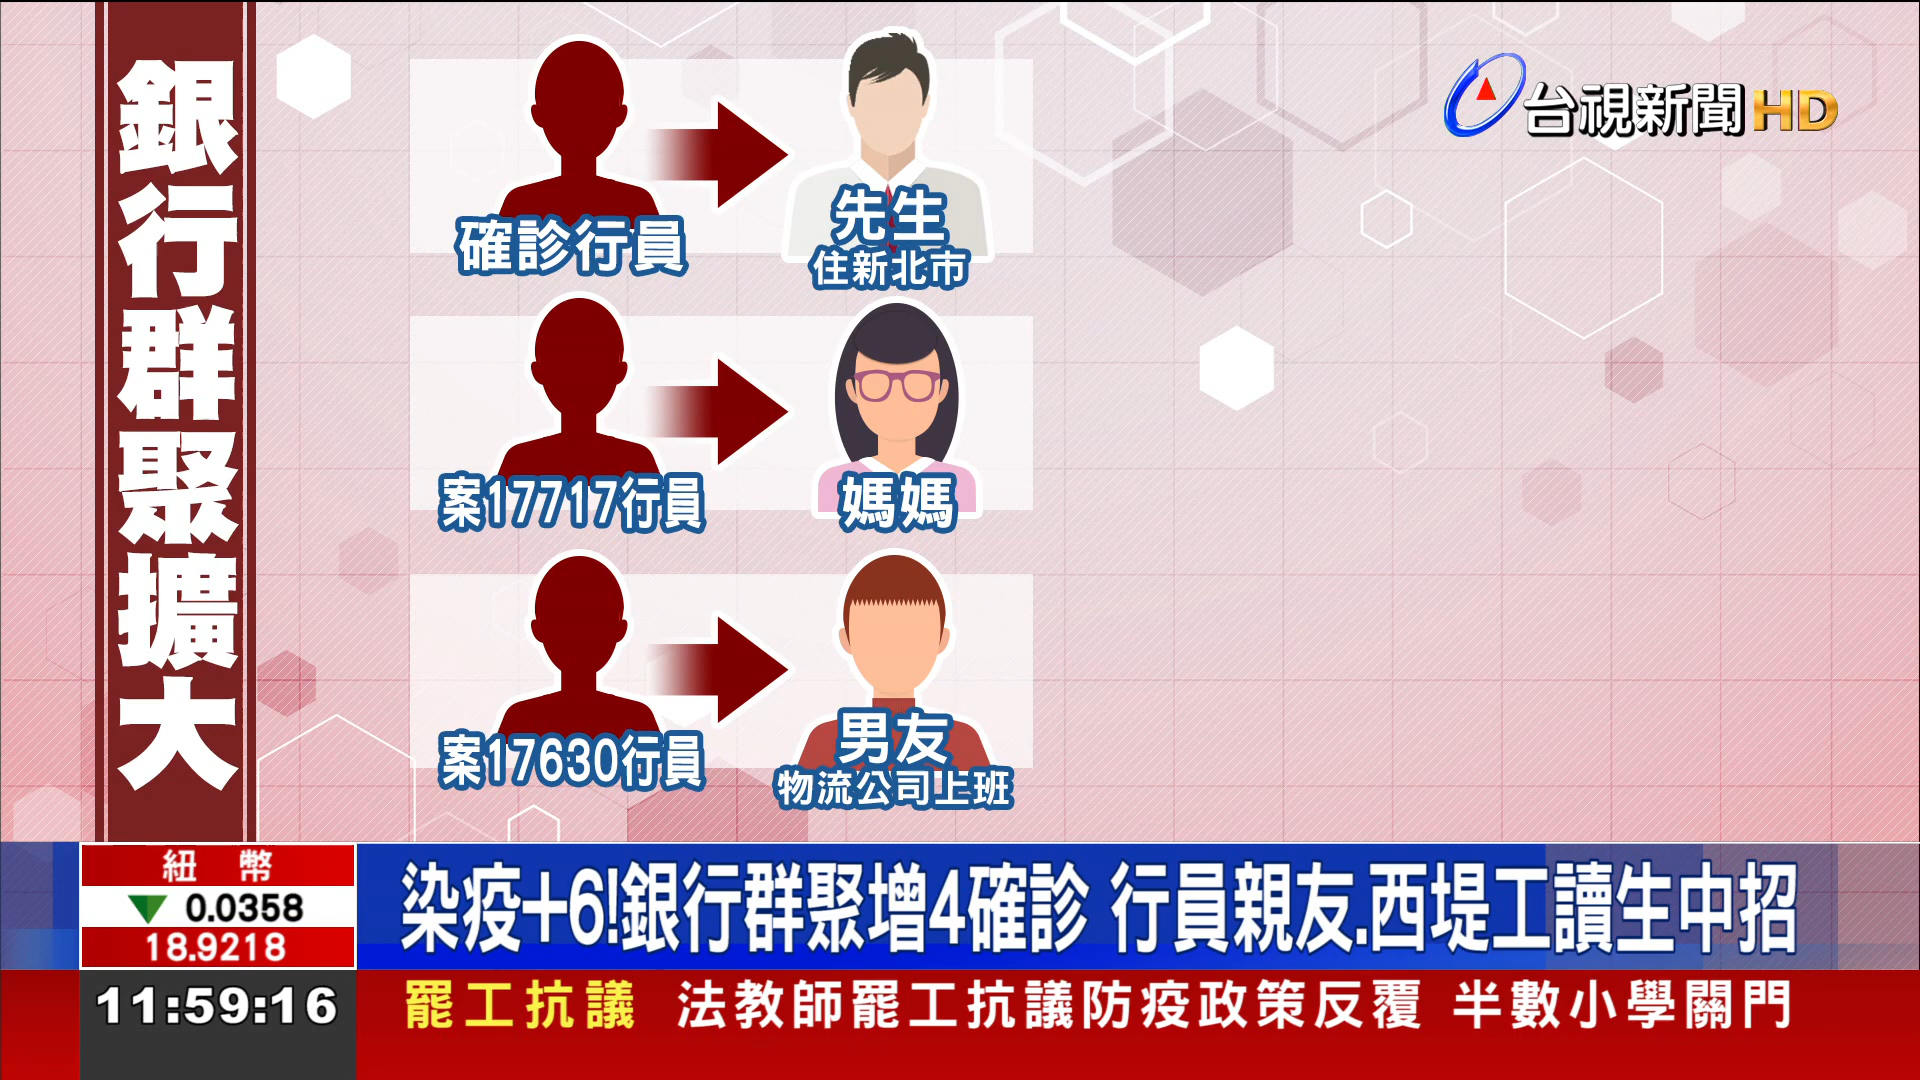 銀行群聚擴大
台視新聞HD
確診行員
先生
住新北市
案17717行員
媽媽
案17630行員
男友
物流公司上班
紐幣
0.0358
18.9218
染疫+6!銀行群聚增4確診 行員親友.西堤工讀生中招
11:59:16
罷工抗議 法教師罷工抗議防疫政策反覆 半數小學關門